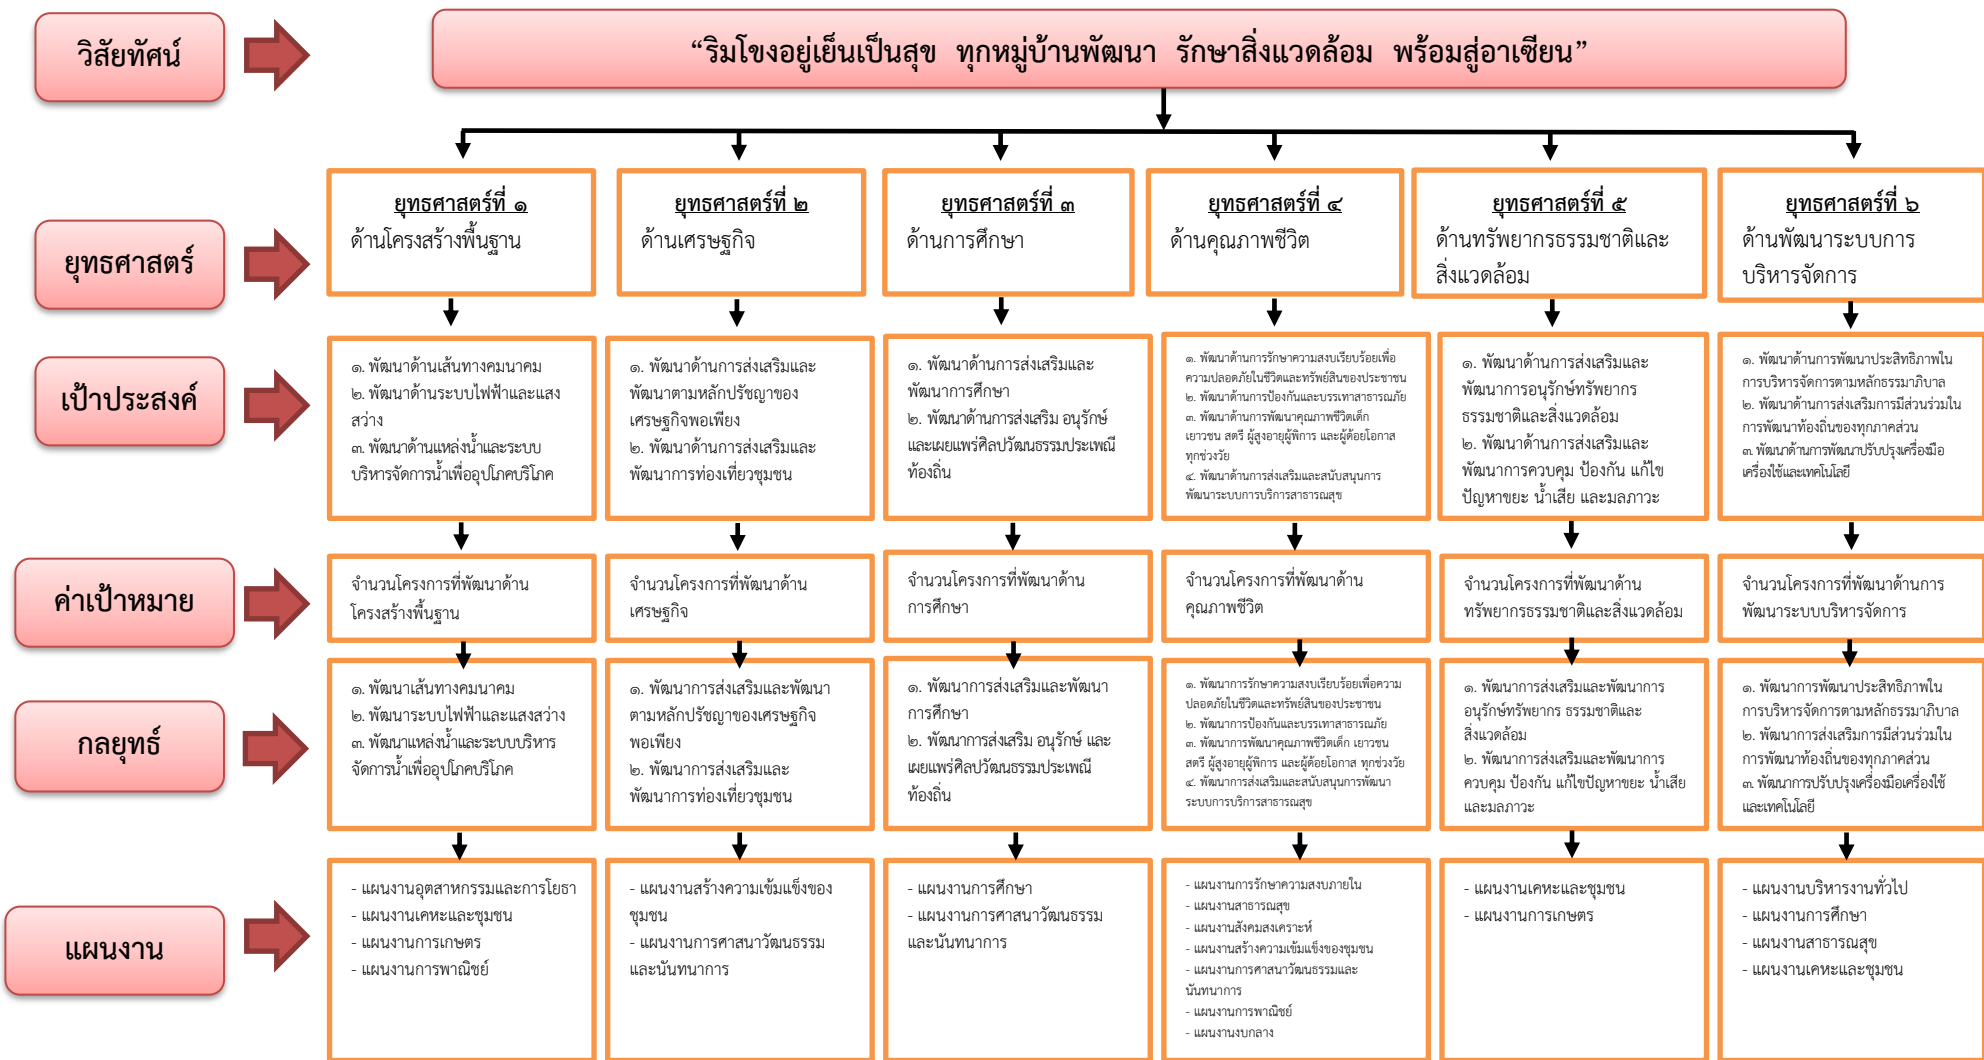 วิสัยทัศน์
“ริมโขงอยู่เย็นเป็นสุข ทุกหมู่บ้านพัฒนา รักษาสิ่งแวดล้อม พร้อมสู่อาเซียน”
ยุทธศาสตร์
ยุทธศาสตร์ที่ ๑
ด้านโครงสร้างพื้นฐาน
ยุทธศาสตร์ที่ ๒
ด้านเศรษฐกิจ
ยุทธศาสตร์ที่ ๓
ด้านการศึกษา
ยุทธศาสตร์ที่ ๔
ด้านคุณภาพชีวิต
ยุทธศาสตร์ที่ ๕
ด้านทรัพยากรธรรมชาติและ
สิ่งแวดล้อม
ยุทธศาสตร์ที่ ๖
ด้านพัฒนาระบบการ
บริหารจัดการ
เป้าประสงค์
๑. พัฒนาด้านเส้นทางคมนาคม
๒. พัฒนาด้านระบบไฟฟ้าและแสง
สว่าง
๓. พัฒนาด้านแหล่งน้ำและระบบ
บริหารจัดการน้ำเพื่ออุปโภคบริโภค
๑. พัฒนาด้านการส่งเสริมและ
พัฒนาตามหลักปรัชญาของ
เศรษฐกิจพอเพียง
๒. พัฒนาด้านการส่งเสริมและ
พัฒนาการท่องเที่ยวชุมชน
๑. พัฒนาด้านการส่งเสริมและ
พัฒนาการศึกษา
๒. พัฒนาด้านการส่งเสริม อนุรักษ์
และเผยแพร่ศิลปวัฒนธรรมประเพณี
ท้องถิ่น
๑. พัฒนาด้านการรักษาความสงบเรียบร้อยเพื่อ
ความปลอดภัยในชีวิตและทรัพย์สินของประชาชน
๒. พัฒนาด้านการป้องกันและบรรเทาสาธารณภัย
๓. พัฒนาด้านการพัฒนาคุณภาพชีวิตเด็ก
เยาวชน สตรี ผู้สูงอายุผู้พิการ และผู้ด้อยโอกาส
ทุกช่วงวัย
๔. พัฒนาด้านการส่งเสริมและสนับสนุนการ
พัฒนาระบบการบริการสาธารณสุข
๑. พัฒนาด้านการส่งเสริมและ
พัฒนาการอนุรักษ์ทรัพยากร
ธรรมชาติและสิ่งแวดล้อม
๒. พัฒนาด้านการส่งเสริมและ
พัฒนาการควบคุม ป้องกัน แก้ไข
ปัญหาขยะ น้ำเสีย และมลภาวะ
๑. พัฒนาด้านการพัฒนาประสิทธิภาพใน
การบริหารจัดการตามหลักธรรมาภิบาล
๒. พัฒนาด้านการส่งเสริมการมีส่วนร่วมใน
การพัฒนาท้องถิ่นของทุกภาคส่วน
๓. พัฒนาด้านการพัฒนาปรับปรุงเครื่องมือ
เครื่องใช้และเทคโนโลยี
ค่าเป้าหมาย
จำนวนโครงการที่พัฒนาด้าน
โครงสร้างพื้นฐาน
จำนวนโครงการที่พัฒนาด้าน
เศรษฐกิจ
จำนวนโครงการที่พัฒนาด้าน
การศึกษา
จำนวนโครงการที่พัฒนาด้าน
คุณภาพชีวิต
จำนวนโครงการที่พัฒนาด้าน
ทรัพยากรธรรมชาติและสิ่งแวดล้อม
จำนวนโครงการที่พัฒนาด้านการ
พัฒนาระบบบริหารจัดการ
กลยุทธ์
๑. พัฒนาเส้นทางคมนาคม
๒. พัฒนาระบบไฟฟ้าและแสงสว่าง
๓. พัฒนาแหล่งน้ำและระบบบริหาร
จัดการน้ำเพื่ออุปโภคบริโภค
๑. พัฒนาการส่งเสริมและพัฒนา
ตามหลักปรัชญาของเศรษฐกิจ
พอเพียง
๒. พัฒนาการส่งเสริมและ
พัฒนาการท่องเที่ยวชุมชน
๑. พัฒนาการส่งเสริมและพัฒนา
การศึกษา
๒. พัฒนาการส่งเสริม อนุรักษ์ และ
เผยแพร่ศิลปวัฒนธรรมประเพณี
ท้องถิ่น
๑. พัฒนาการรักษาความสงบเรียบร้อยเพื่อความ
ปลอดภัยในชีวิตและทรัพย์สินของประชาชน
๒. พัฒนาการป้องกันและบรรเทาสาธารณภัย
๓. พัฒนาการพัฒนาคุณภาพชีวิตเด็ก เยาวชน
สตรี ผู้สูงอายุผู้พิการ และผู้ด้อยโอกาส ทุกช่วงวัย
๔. พัฒนาการส่งเสริมและสนับสนุนการพัฒนา
ระบบการบริการสาธารณสุข
๑. พัฒนาการส่งเสริมและพัฒนาการ
อนุรักษ์ทรัพยากร ธรรมชาติและ
สิ่งแวดล้อม
๒. พัฒนาการส่งเสริมและพัฒนาการ
ควบคุม ป้องกัน แก้ไขปัญหาขยะ น้ำเสีย
และมลภาวะ
๑. พัฒนาการพัฒนาประสิทธิภาพใน
การบริหารจัดการตามหลักธรรมาภิบาล
๒. พัฒนาการส่งเสริมการมีส่วนร่วมใน
การพัฒนาท้องถิ่นของทุกภาคส่วน
๓. พัฒนาการปรับปรุงเครื่องมือเครื่องใช้
และเทคโนโลยี
แผนงาน
- แผนงานอุตสาหกรรมและการโยธา
- แผนงานเคหะและชุมชน
- แผนงานการเกษตร
- แผนงานการพาณิชย์
- แผนงานสร้างความเข้มแข็งของ
ชุมชน
- แผนงานการศาสนาวัฒนธรรม
และนันทนาการ
- แผนงานการศึกษา
- แผนงานการศาสนาวัฒนธรรม
และนันทนาการ
- แผนงานการรักษาความสงบภายใน
- แผนงานสาธารณสุข
- แผนงานสังคมสงเคราะห์
- แผนงานสร้างความเข้มแข็งของชุมชน
- แผนงานการศาสนาวัฒนธรรมและ
นันทนาการ
- แผนงานการพาณิชย์
- แผนงานงบกลาง
- แผนงานเคหะและชุมชน
- แผนงานการเกษตร
- แผนงานบริหารงานทั่วไป
- แผนงานการศึกษา
- แผนงานสาธารณสุข
- แผนงานเคหะและชุมชน